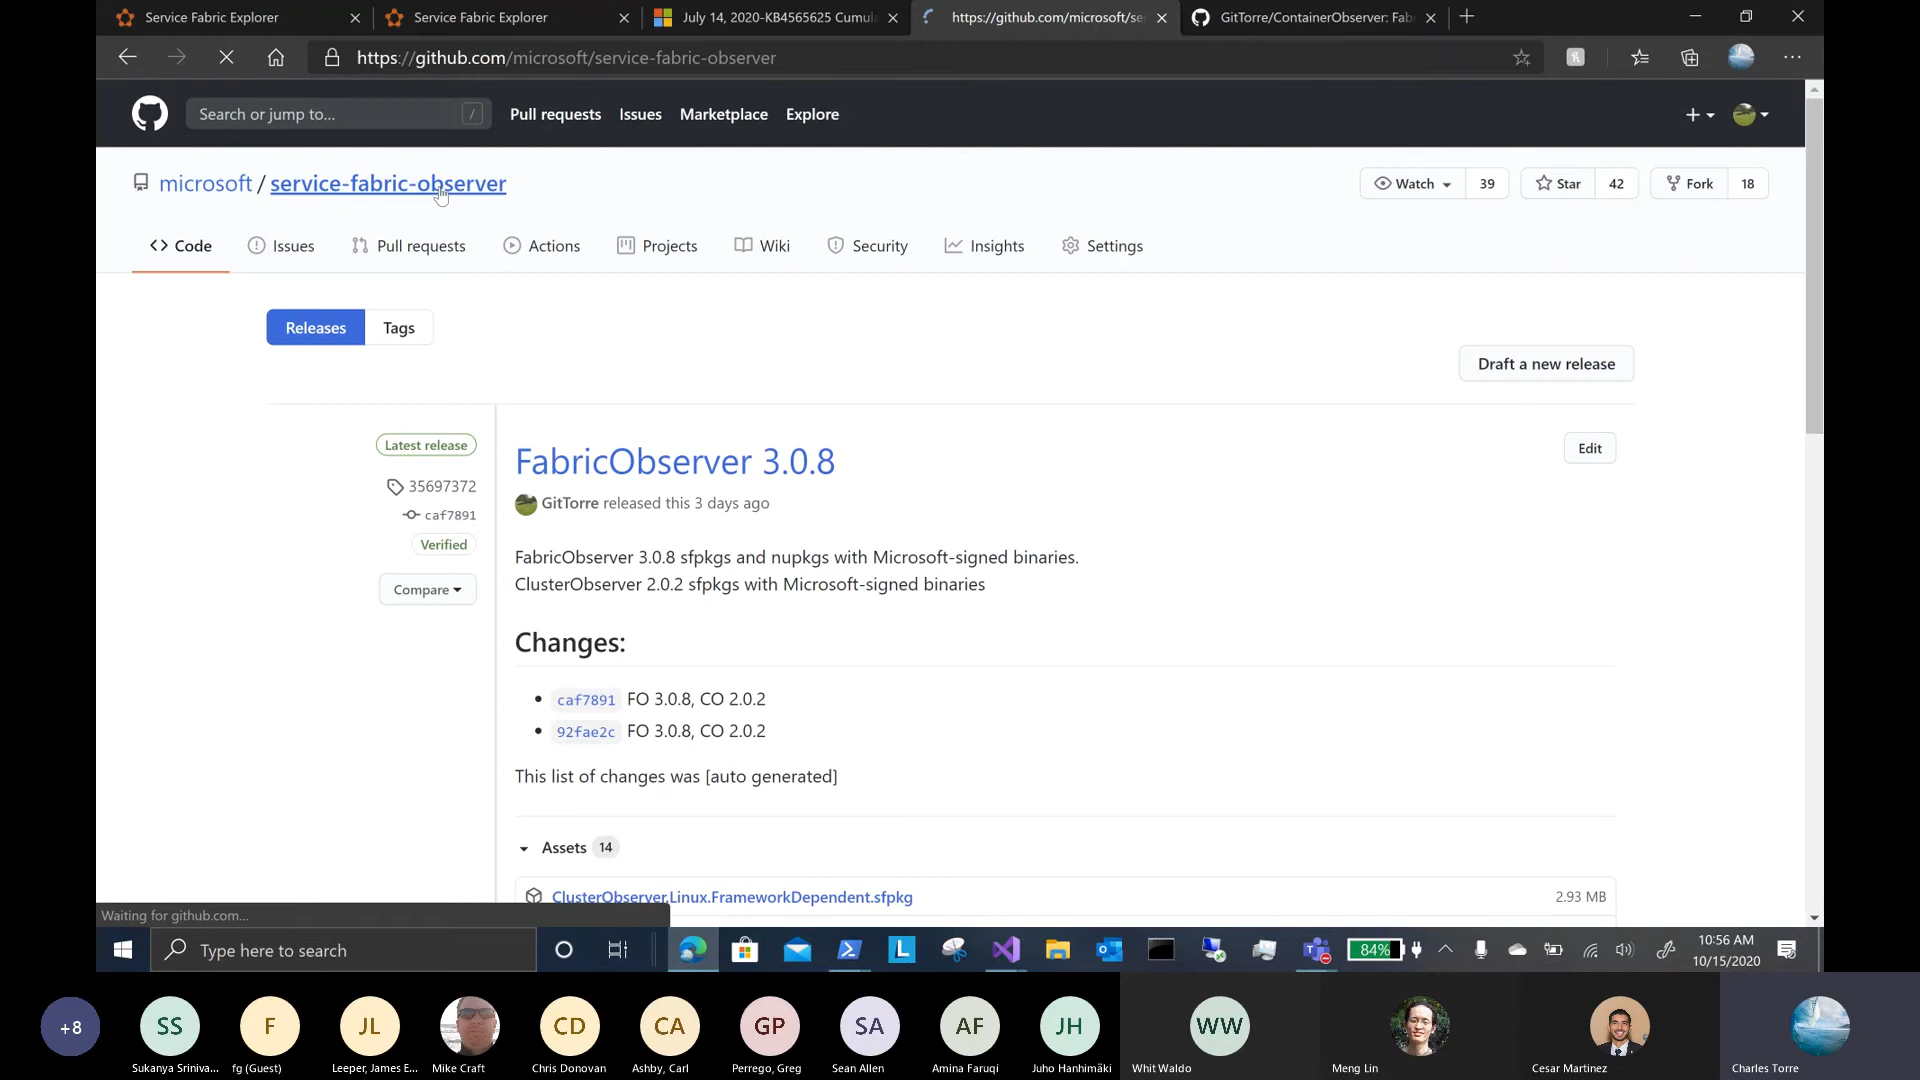 Service Fabric Explorer
Service Fabric Explorer
July 14, 2020-KB4565625 Cumul
https://github.com/microsoft/se
GitTorre/ContainerObserver: Fab
https://github.com/microsoft/service-fabric-observer
Search or jump to...
/
Pull requests
Issues
Marketplace
Explore
microsoft / service-fabric-observer
Watch
39
Star
42
Fork
18
Code
Issues
Pull requests
Actions
Projects
Wiki
Security
Insights
Settings
Releases
Tags
Draft a new release
Latest release
35697372
caf7891
Verified
Compare
FabricObserver 3.0.8
Edit
GitTorre released this 3 days ago
FabricObserver 3.0.8 sfpkgs and nupkgs with Microsoft-signed binaries.
ClusterObserver 2.0.2 sfpkgs with Microsoft-signed binaries
Changes:
caf7891 FO 3.0.8, CO 2.0.2
92fae2c FO 3.0.8, CO 2.0.2
This list of changes was [auto generated]
Assets 14
ClusterObserver.Linux.FrameworkDependent.sfpkg
2.93 MB
Waiting for github.com...
Type here to search
L
84%
10:56 AM
10/15/2020
+8
SS
F
JL
CD
CA
GP
SA
AF
JH
WW
Sukanya Sriniva...
fg (Guest)
Leeper, James E...
Mike Craft
Chris Donovan
Ashby, Carl
Perrego, Greg
Sean Allen
Amina Faruqi
Juho Hanhimäki
Whit Waldo
Meng Lin
Cesar Martinez
Charles Torre